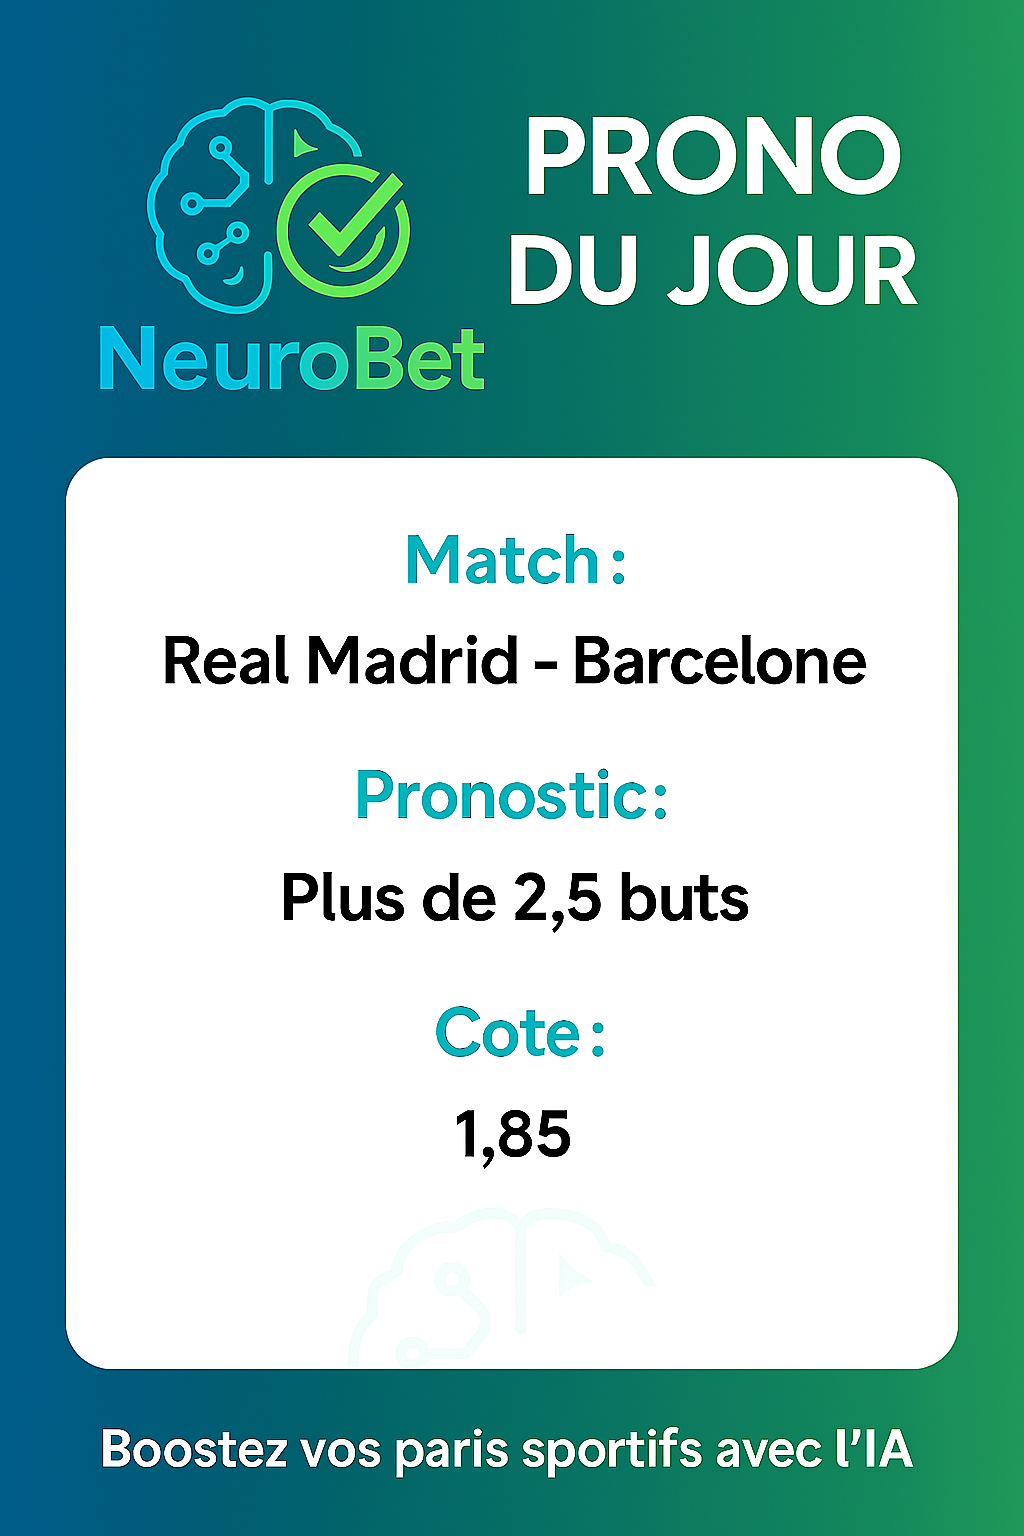 PRONO
DU JOUR
NeuroBet
Match :
Real Madrid - Barcelone
Pronostic :
Plus de 2,5 buts
Cote :
1,85
Boostez vos paris sportifs avec l’IA